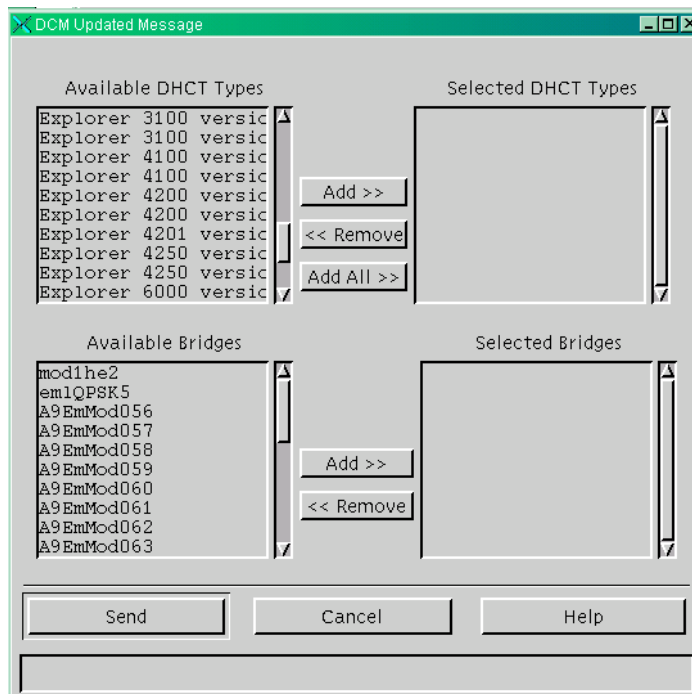 DCM Updated Message
Available DHCT Types
Selected DHCT Types
Explorer 3100 versic
Explorer 3100 versic
Explorer 4100 versic
Explorer 4100 versic
Explorer 4200 versic
Explorer 4200 versic
Explorer 4201 versic
Explorer 4250 versic
Explorer 4250 versic
Explorer 6000 versic
Add >>
<< Remove
Add All >>
Available Bridges
Selected Bridges
mod1he2
em1QPSK5
A9EmMod056
A9EmMod057
A9EmMod058
A9EmMod059
A9EmMod060
A9EmMod061
A9EmMod062
A9EmMod063
Add >>
<< Remove
Send
Cancel
Help